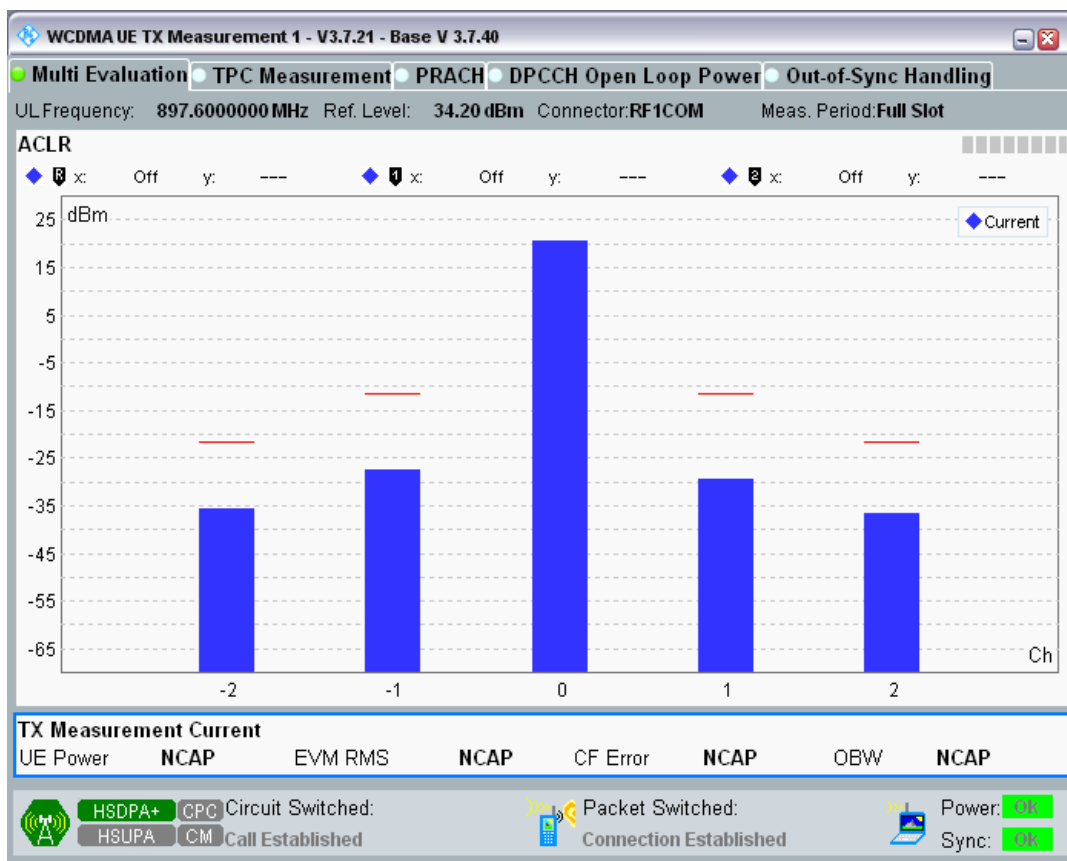 WCDMA UE TX Measurement 1 - V3.7.21 - Base V 3.7.40
Multi Evaluation TPC Measurement PRACH DPCCH Open Loop Power Out-of-Sync Handling
UL Frequency: 897.6000000 MHz Ref. Level: 34.20 dBm Connector:RF1COM Meas. Period:Full Slot
ACLR
R x: Off y: --- 1 x: Off y: --- 2 x: Off y: ---
dBm
Current
25
15
5
-5
-15
-25
-35
-45
-55
-65
Ch
-2 -1 0 1 2
TX Measurement Current
UE Power NCAP EVM RMS NCAP CF Error NCAP OBW NCAP
HSDPA+ CPC Circuit Switched: Packet Switched: Power: Ok
HSUPA CM Call Established Connection Established Sync: Ok